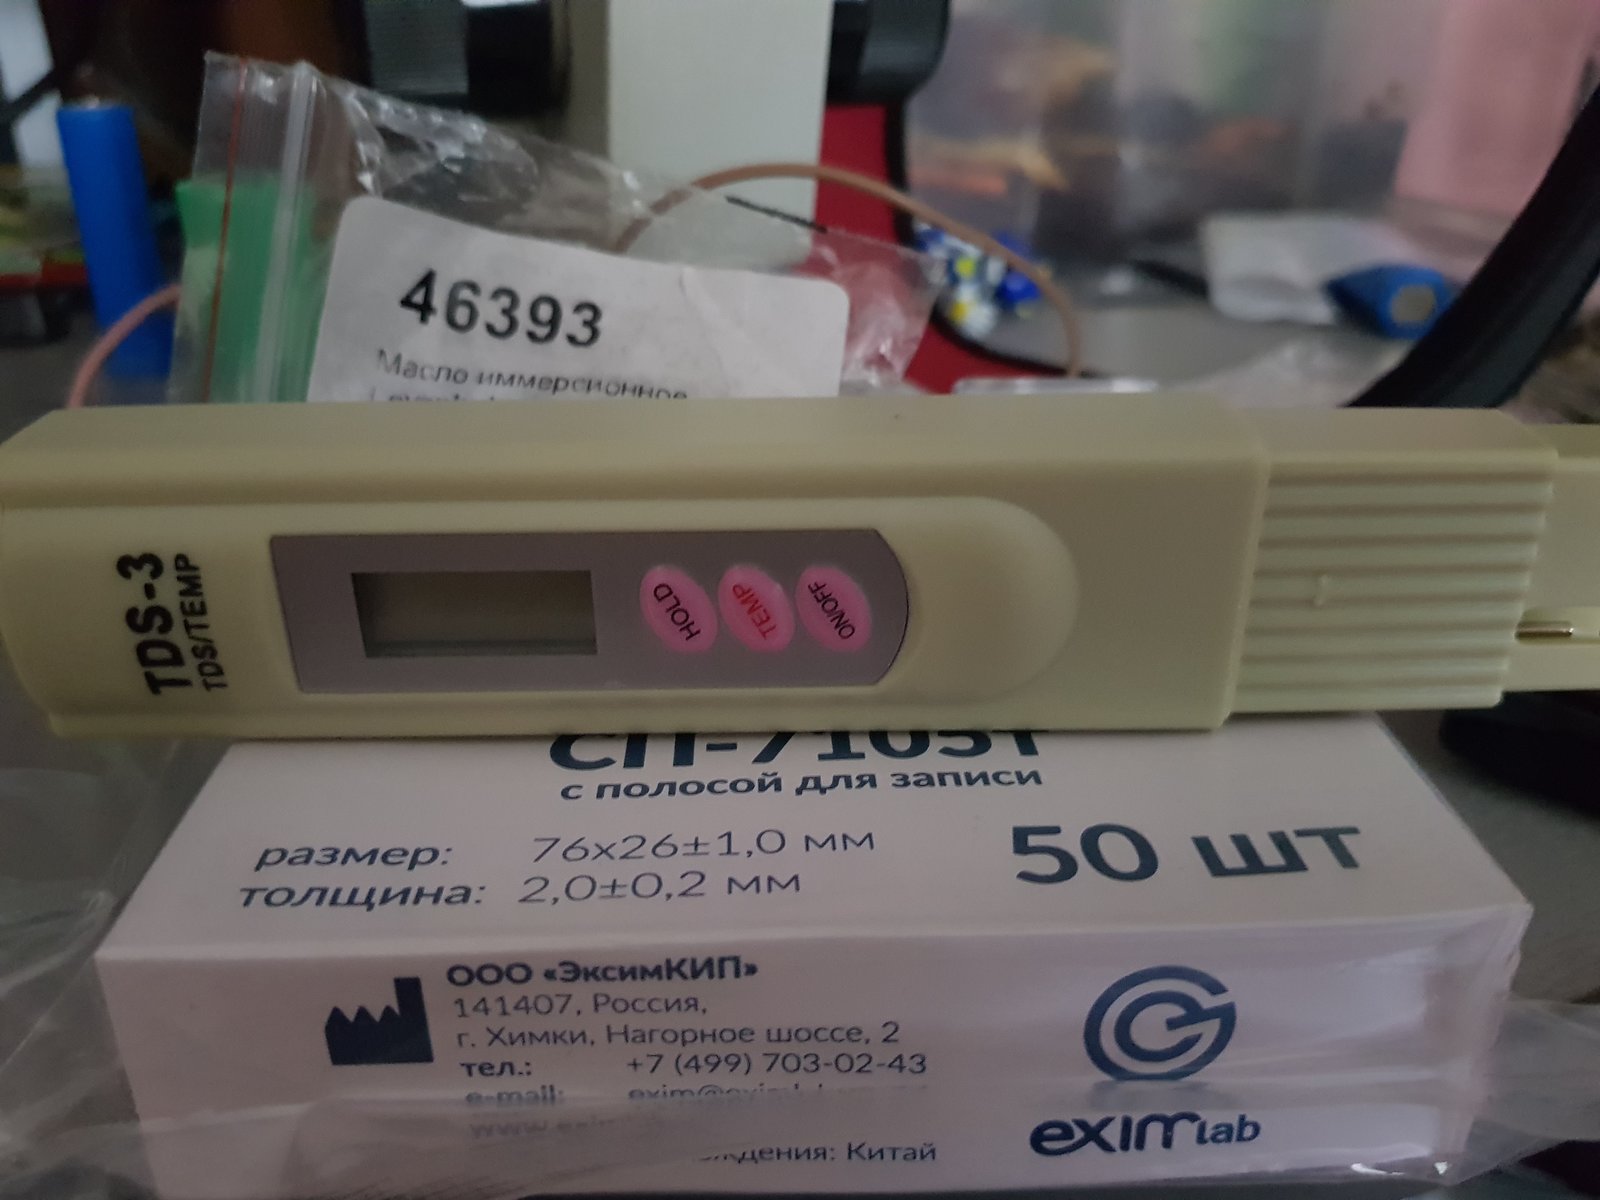 46393
Масло иммерсионное
TDS-3
TDS/TEMP
HOLD
TEMP
ON/OFF
СП-7105Т
с полосой для записи
размер: 76x26±1,0 мм
толщина: 2,0±0,2 мм
50 шт
ООО «ЭксимКИП»
141407, Россия,
г. Химки, Нагорное шоссе, 2
тел.: +7 (499) 703-02-43
e-mail:
Китай
eximlab